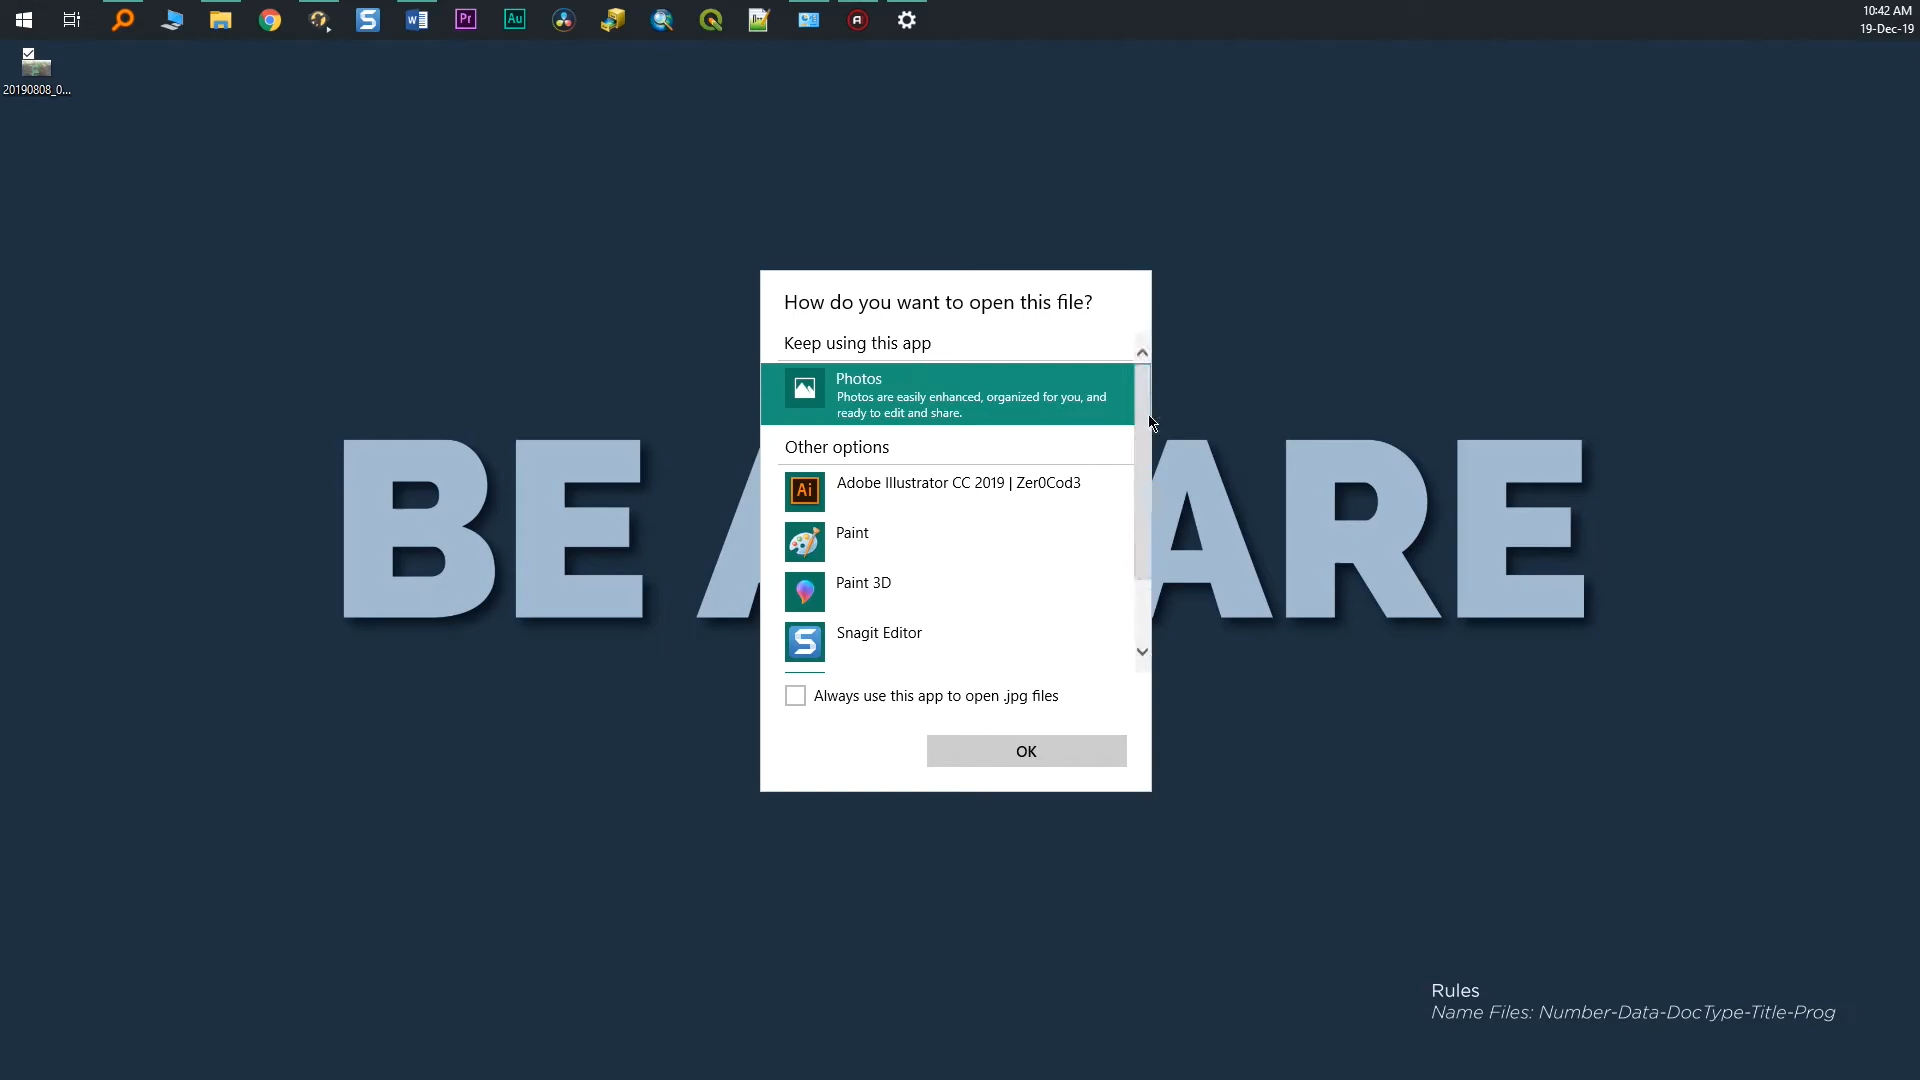 10:42 AM
19-Dec-19
20190808_0...
How do you want to open this file?
Keep using this app
Photos
Photos are easily enhanced, organized for you, and
ready to edit and share.
Other options
Ai
Adobe Illustrator CC 2019 | Zer0Cod3
Paint
Paint 3D
S
Snagit Editor
Always use this app to open .jpg files
OK
BE A ARE
Rules
Name Files: Number-Data-DocType-Title-Prog
S
W
Pr
Au